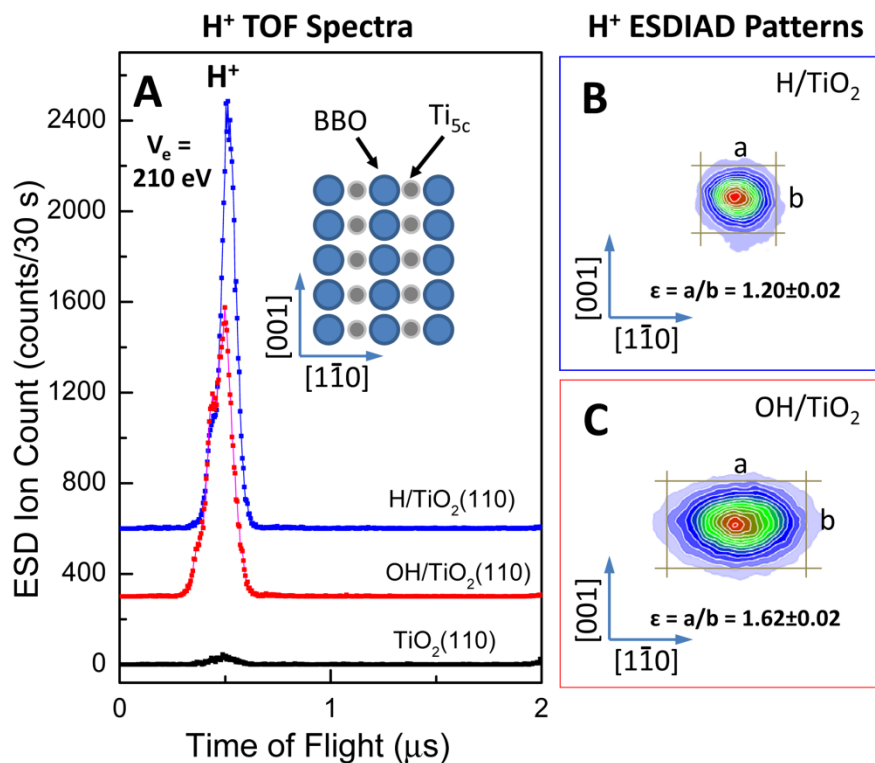 H⁺ TOF Spectra
H⁺ ESDIAD Patterns
ESD Ion Count (counts/30 s)
2400
2000
1600
1200
800
400
0
A
H⁺
Vₑ =
210 eV
BBO
Ti₅c
[001]
[11̅0]
H/TiO₂(110)
OH/TiO₂(110)
TiO₂(110)
0
1
2
Time of Flight (μs)
B
H/TiO₂
a
b
[001]
[11̅0]
ε = a/b = 1.20±0.02
C
OH/TiO₂
a
b
[001]
[11̅0]
ε = a/b = 1.62±0.02